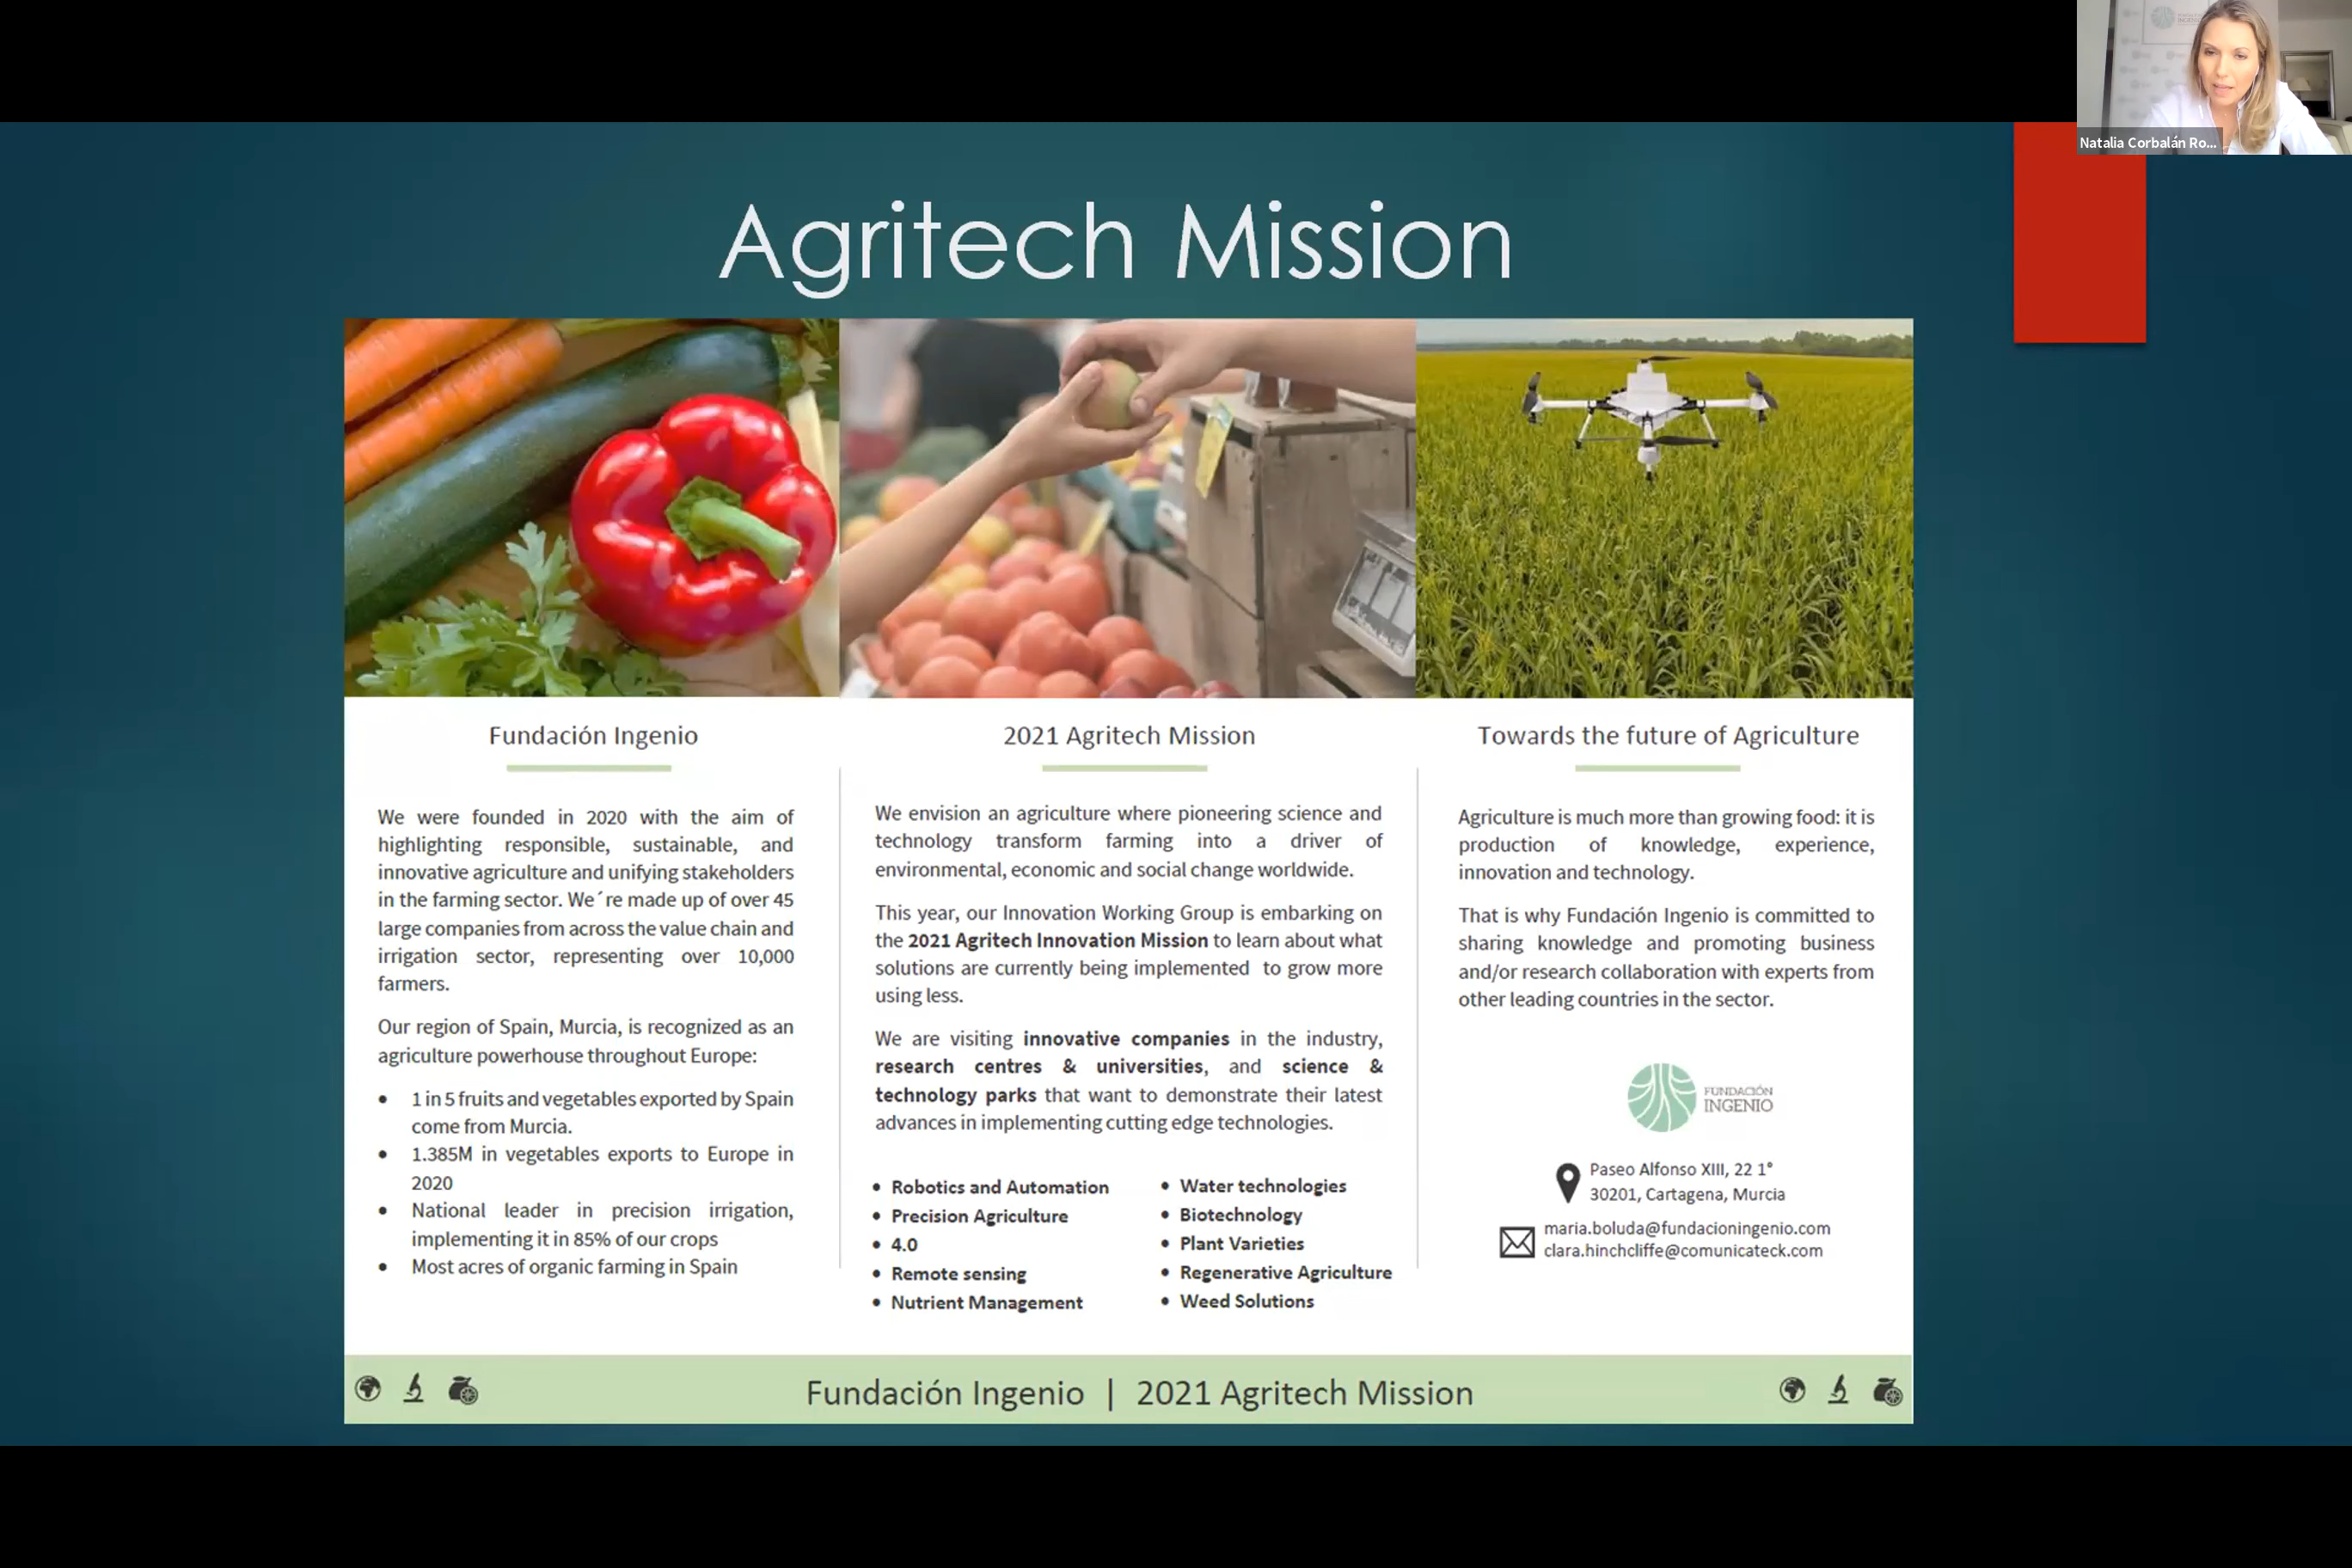 Natalia Corbalán Ro...
Agritech Mission
Fundación Ingenio
We were founded in 2020 with the aim of
highlighting responsible, sustainable, and
innovative agriculture and unifying stakeholders
in the farming sector. We´re made up of over 45
large companies from across the value chain and
irrigation sector, representing over 10,000
farmers.
Our region of Spain, Murcia, is recognized as an
agriculture powerhouse throughout Europe:
• 1 in 5 fruits and vegetables exported by Spain
come from Murcia.
• 1.385M in vegetables exports to Europe in
2020
• National leader in precision irrigation,
implementing it in 85% of our crops
• Most acres of organic farming in Spain
2021 Agritech Mission
We envision an agriculture where pioneering science and
technology transform farming into a driver of
environmental, economic and social change worldwide.
This year, our Innovation Working Group is embarking on
the 2021 Agritech Innovation Mission to learn about what
solutions are currently being implemented to grow more
using less.
We are visiting innovative companies in the industry,
research centres & universities, and science &
technology parks that want to demonstrate their latest
advances in implementing cutting edge technologies.
• Robotics and Automation
• Precision Agriculture
• 4.0
• Remote sensing
• Nutrient Management
• Water technologies
• Biotechnology
• Plant Varieties
• Regenerative Agriculture
• Weed Solutions
Towards the future of Agriculture
Agriculture is much more than growing food: it is
production of knowledge, experience,
innovation and technology.
That is why Fundación Ingenio is committed to
sharing knowledge and promoting business
and/or research collaboration with experts from
other leading countries in the sector.
FUNDACIÓN
INGENIO
Paseo Alfonso XIII, 22 1°
30201, Cartagena, Murcia
maria.boluda@fundacioningenio.com
clara.hinchcliffe@comunicateck.com
Fundación Ingenio | 2021 Agritech Mission